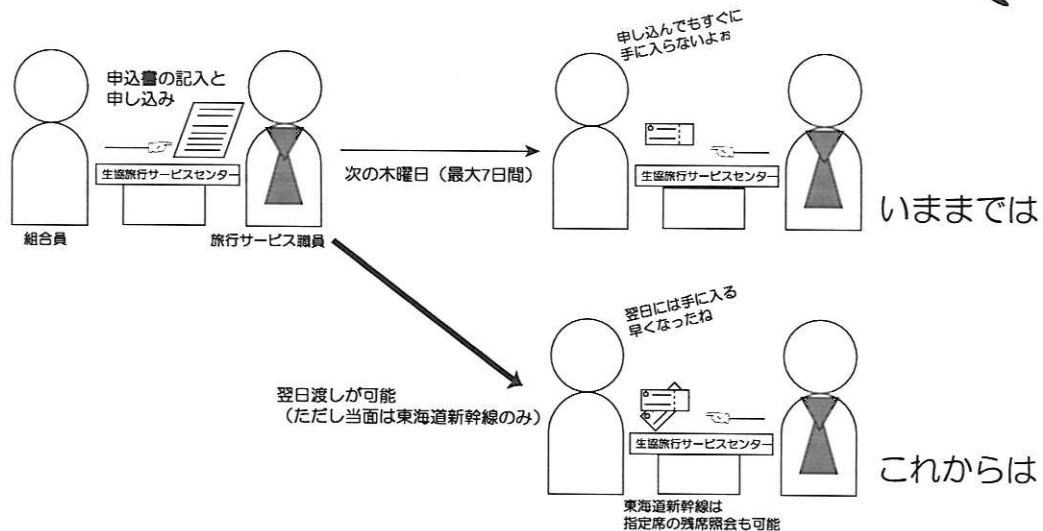 申込書の記入と
申し込み
生協旅行サービスセンター
組合員
旅行サービス職員
次の木曜日（最大7日間）
申し込んでもすぐに
手に入らないよぉ
生協旅行サービスセンター
いままでは
翌日渡しが可能
（ただし当面は東海道新幹線のみ）
翌日には手に入る
早くなったね
生協旅行サービスセンター
東海道新幹線は
指定席の残席照会も可能
これからは